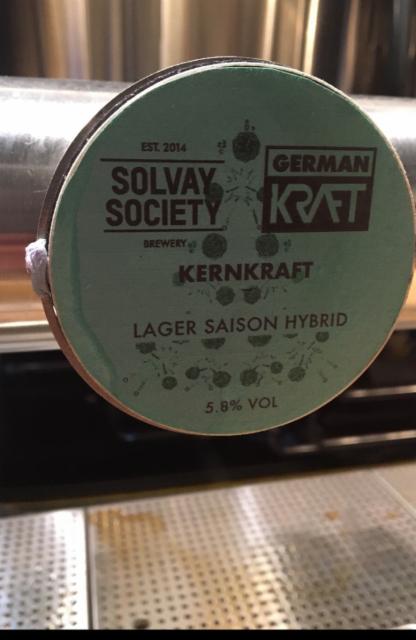 EST. 2014
SOLVAY
SOCIETY
BREWERY
GERMAN
KRAFT
KERNKRAFT
LAGER SAISON HYBRID
5.8% VOL